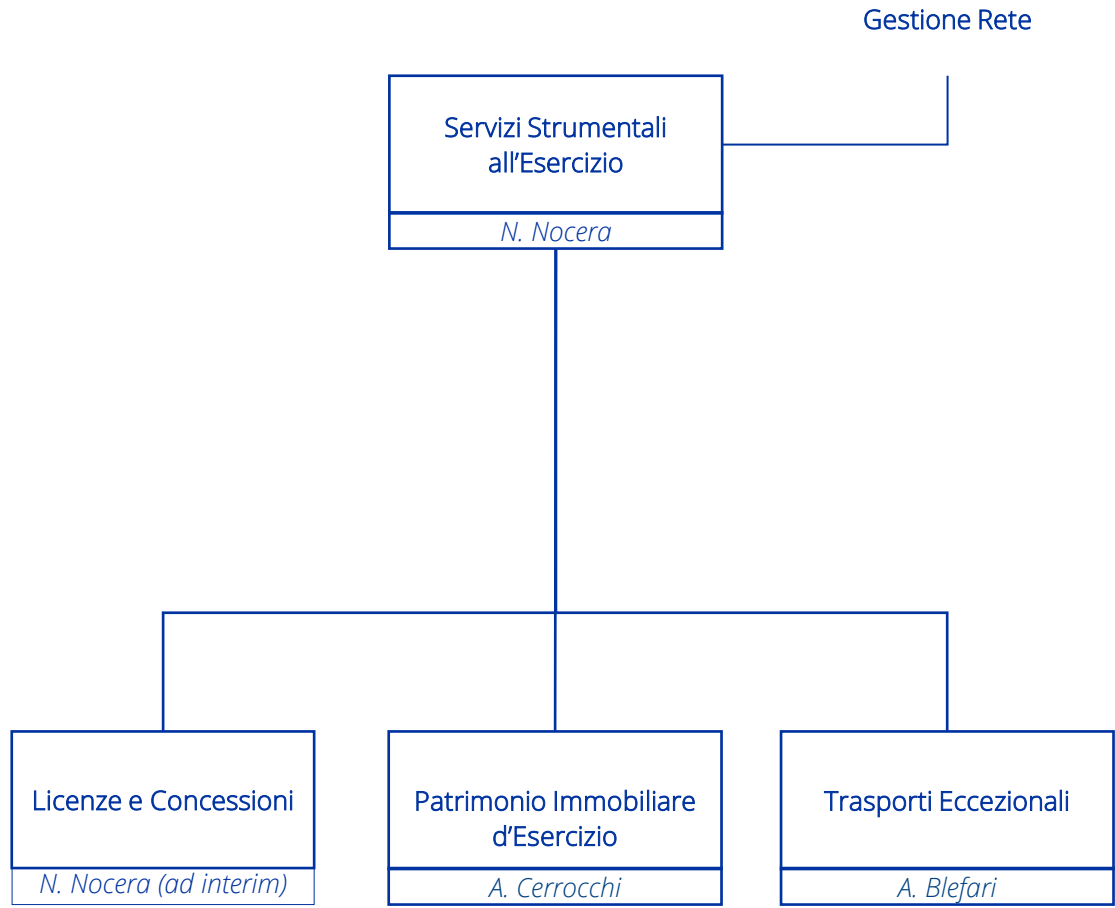 Gestione Rete
Servizi Strumentali
all’Esercizio
N. Nocera
Licenze e Concessioni
N. Nocera (ad interim)
Patrimonio Immobiliare
d’Esercizio
A. Cerrocchi
Trasporti Eccezionali
A. Blefari